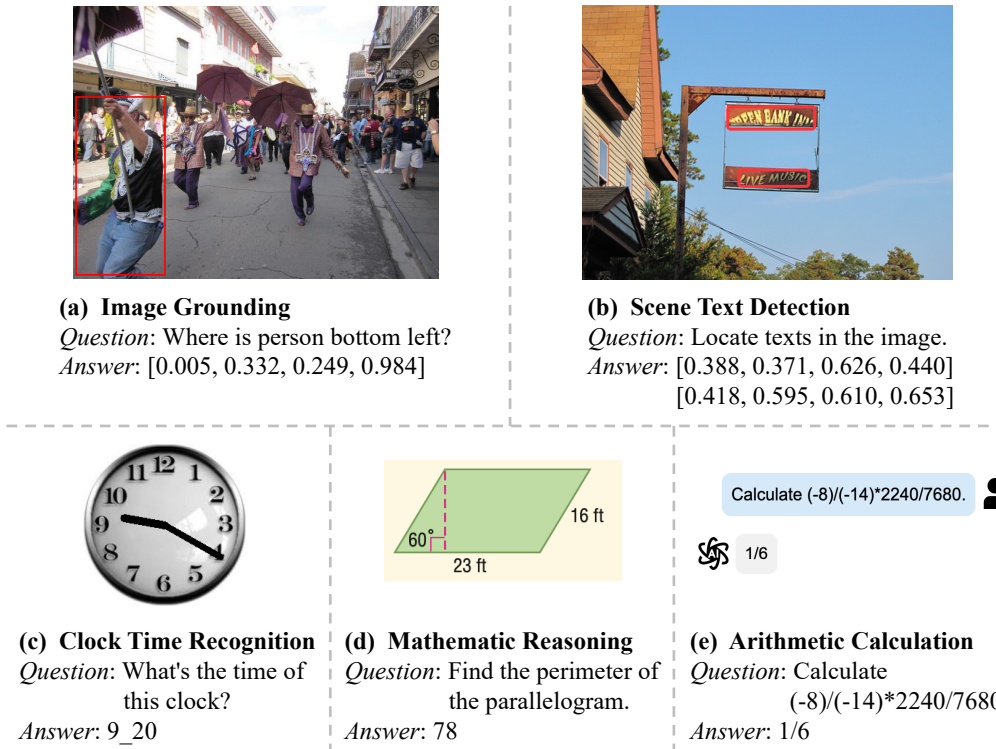 OPEN BANK INN
LIVE MUSIC
(a) Image Grounding
Question: Where is person bottom left?
Answer: [0.005, 0.332, 0.249, 0.984]
(b) Scene Text Detection
Question: Locate texts in the image.
Answer: [0.388, 0.371, 0.626, 0.440]
[0.418, 0.595, 0.610, 0.653]
12
11 1
10 2
9 3
8 4
7 5
6
(c) Clock Time Recognition
Question: What's the time of
this clock?
Answer: 9_20
60°
16 ft
23 ft
(d) Mathematic Reasoning
Question: Find the perimeter of
the parallelogram.
Answer: 78
Calculate (-8)/(-14)*2240/7680.
1/6
(e) Arithmetic Calculation
Question: Calculate
(-8)/(-14)*2240/7680
Answer: 1/6